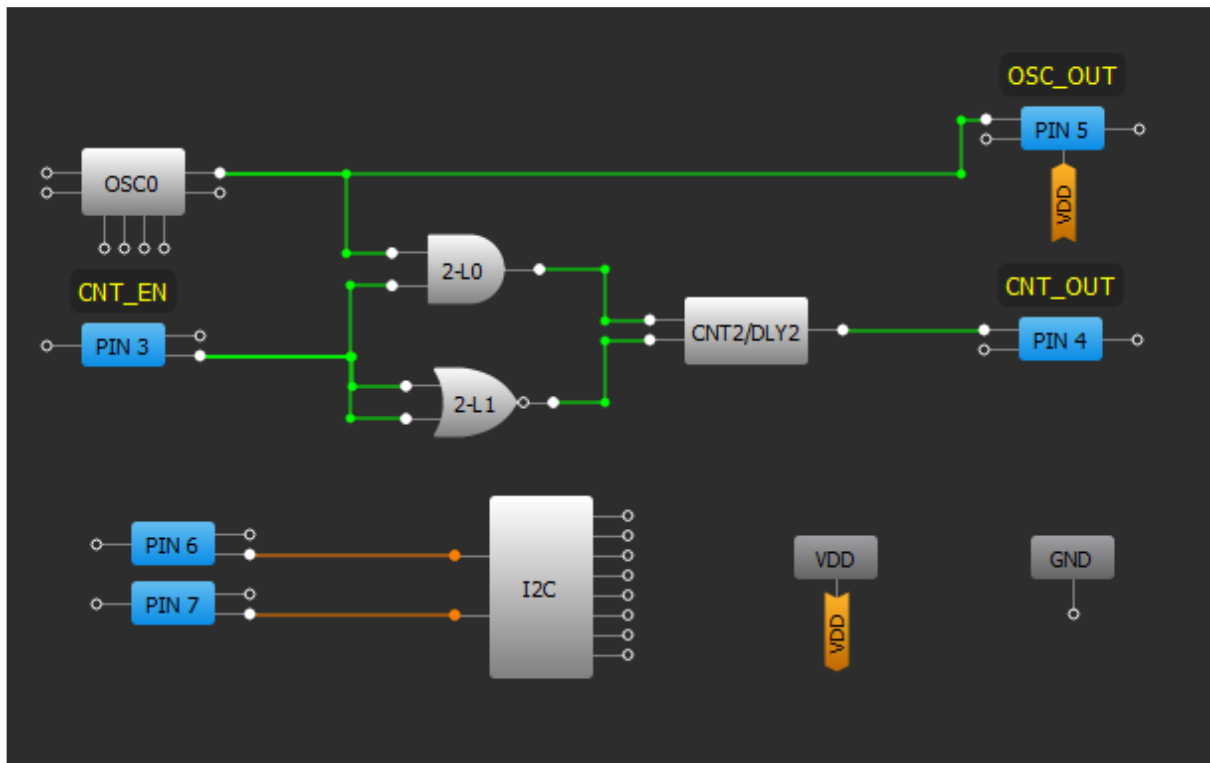 OSC_OUT
PIN 5
VDD
OSC0
2-L0
CNT_EN
PIN 3
CNT2/DLY2
CNT_OUT
PIN 4
2-L1
PIN 6
PIN 7
I2C
VDD
VDD
GND